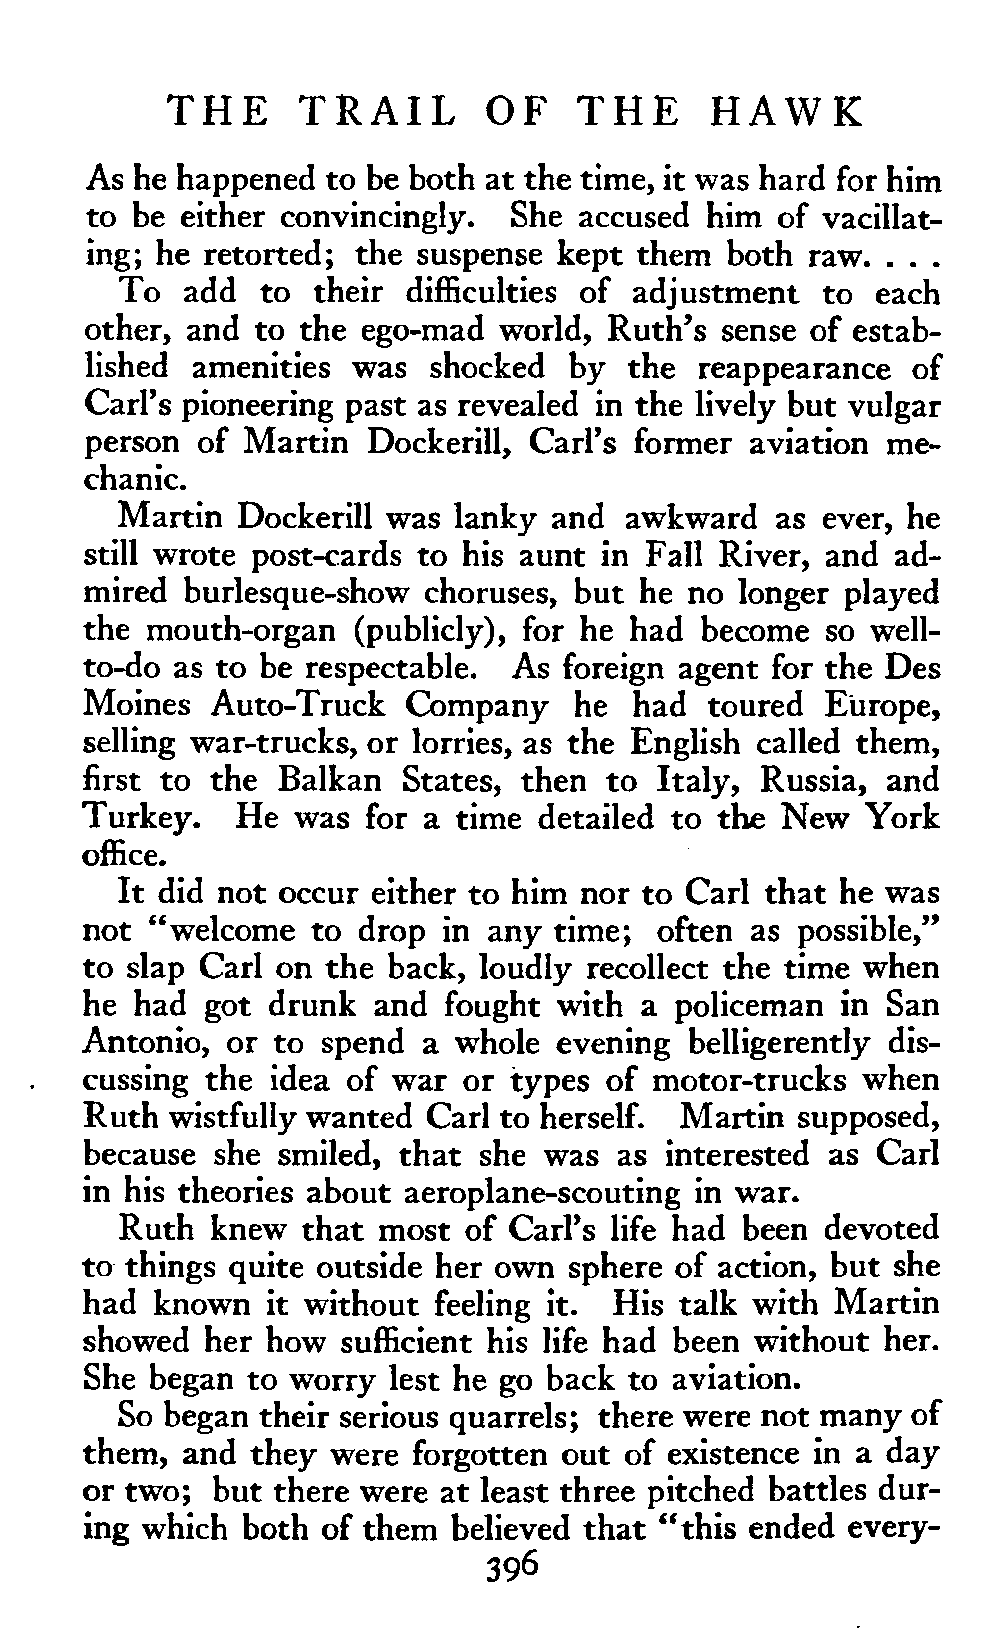 THE TRAIL OF THE HAWK
As he happened to be both at the time, it was hard for him
to be either convincingly. She accused him of vacillat-
ing; he retorted; the suspense kept them both raw. . . .
To add to their difficulties of adjustment to each
other, and to the ego-mad world, Ruth's sense of estab-
lished amenities was shocked by the reappearance of
Carl's pioneering past as revealed in the lively but vulgar
person of Martin Dockerill, Carl's former aviation me-
chanic.
Martin Dockerill was lanky and awkward as ever, he
still wrote post-cards to his aunt in Fall River, and ad-
mired burlesque-show choruses, but he no longer played
the mouth-organ (publicly), for he had become so well-
to-do as to be respectable. As foreign agent for the Des
Moines Auto-Truck Company he had toured Europe,
selling war-trucks, or lorries, as the English called them,
first to the Balkan States, then to Italy, Russia, and
Turkey. He was for a time detailed to the New York
office.
It did not occur either to him nor to Carl that he was
not "welcome to drop in any time; often as possible,"
to slap Carl on the back, loudly recollect the time when
he had got drunk and fought with a policeman in San
Antonio, or to spend a whole evening belligerently dis-
cussing the idea of war or types of motor-trucks when
Ruth wistfully wanted Carl to herself. Martin supposed,
because she smiled, that she was as interested as Carl
in his theories about aeroplane-scouting in war.
Ruth knew that most of Carl's life had been devoted
to things quite outside her own sphere of action, but she
had known it without feeling it. His talk with Martin
showed her how sufficient his life had been without her.
She began to worry lest he go back to aviation.
So began their serious quarrels; there were not many of
them, and they were forgotten out of existence in a day
or two; but there were at least three pitched battles dur-
ing which both of them believed that "this ended every-
396